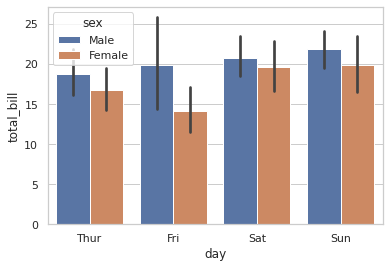 sex
Male
Female
25
20
15
10
5
0
total_bill
Thur Fri Sat Sun
day